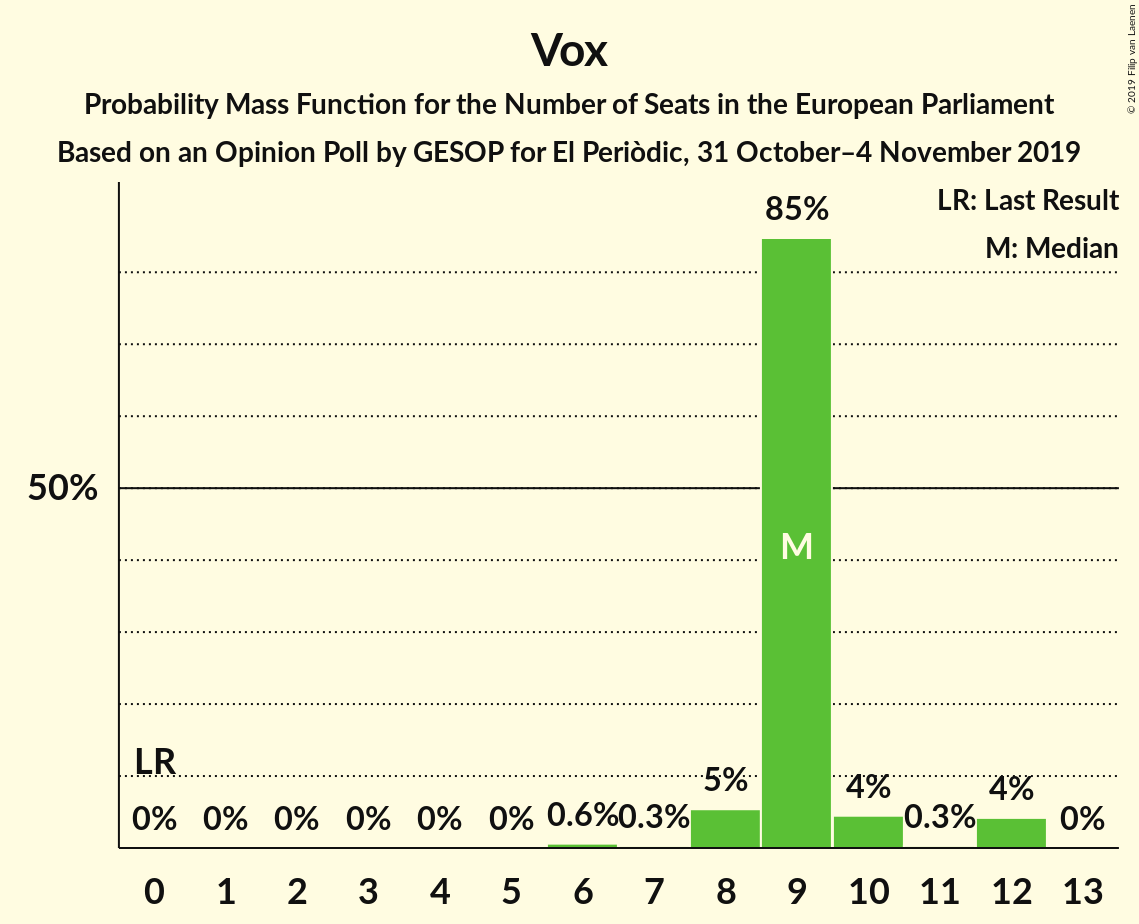 Vox
Probability Mass Function for the Number of Seats in the European Parliament
Based on an Opinion Poll by GESOP for El Periòdic, 31 October–4 November 2019
© 2019 Filip van Laenen
LR: Last Result
M: Median
85%
50%
M
LR
0% 0% 0% 0% 0% 0% 0.6% 0.3% 5% 4% 0.3% 4% 0%
0 1 2 3 4 5 6 7 8 9 10 11 12 13